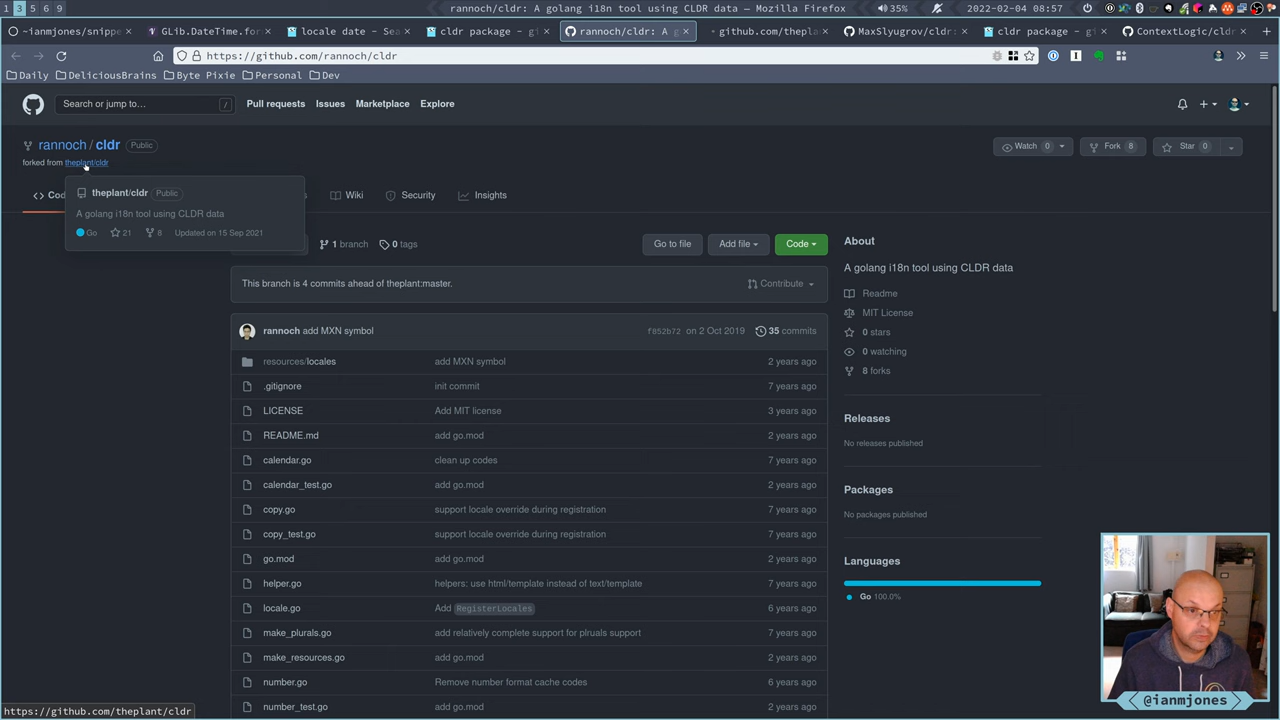 1 3 5 6 9
rannoch/cldr: A golang i18n tool using CLDR data — Mozilla Firefox
35%
2022-02-04 08:57
~ianmjones/snippe
GLib.DateTime.for
locale date - Sea
cldr package - gi
rannoch/cldr: A g
github.com/thepla
MaxSlyugrov/cldr:
cldr package - gi
ContextLogic/cldr:
https://github.com/rannoch/cldr
Daily
DeliciousBrains
Byte Pixie
Personal
Dev
Search or jump to…
/
Pull requests
Issues
Marketplace
Explore
rannoch / cldr
Public
forked from theplant/cldr
Watch 0
Fork 8
Star 0
theplant/cldr Public
A golang i18n tool using CLDR data
Go 21 8 Updated on 15 Sep 2021
Wiki
Security
Insights
1 branch
0 tags
Go to file
Add file
Code
This branch is 4 commits ahead of theplant:master.
Contribute
rannoch add MXN symbol f852b72 on 2 Oct 2019 35 commits
resources/locales add MXN symbol 2 years ago
.gitignore init commit 7 years ago
LICENSE Add MIT license 3 years ago
README.md add go.mod 2 years ago
calendar.go clean up codes 7 years ago
calendar_test.go add go.mod 2 years ago
copy.go support locale override during registration 7 years ago
copy_test.go support locale override during registration 7 years ago
go.mod add go.mod 2 years ago
helper.go helpers: use html/template instead of text/template 7 years ago
locale.go Add RegisterLocales 6 years ago
make_plurals.go add relatively complete support for plruals support 7 years ago
make_resources.go add go.mod 2 years ago
number.go Remove number format cache codes 6 years ago
number_test.go add go.mod 2 years ago
About
A golang i18n tool using CLDR data
Readme
MIT License
0 stars
0 watching
8 forks
Releases
No releases published
Packages
No packages published
Languages
Go 100.0%
@ianmjones
https://github.com/theplant/cldr